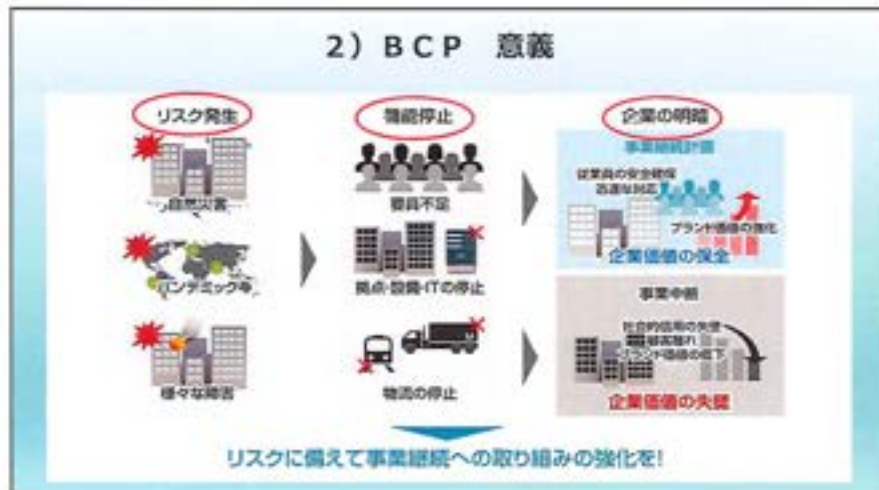 2）BCP　意義
リスク発生
自然災害
パンデミック等
様々な障害
機能停止
要員不足
拠点・設備・ITの停止
物流の停止
企業の明暗
事業継続計画
従業員の安全確保
迅速な対応
ブランド価値の強化
企業価値の保全
事業中断
社会的信用の失墜
顧客離れ
ブランド価値の低下
企業価値の失墜
リスクに備えて事業継続への取り組みの強化を!